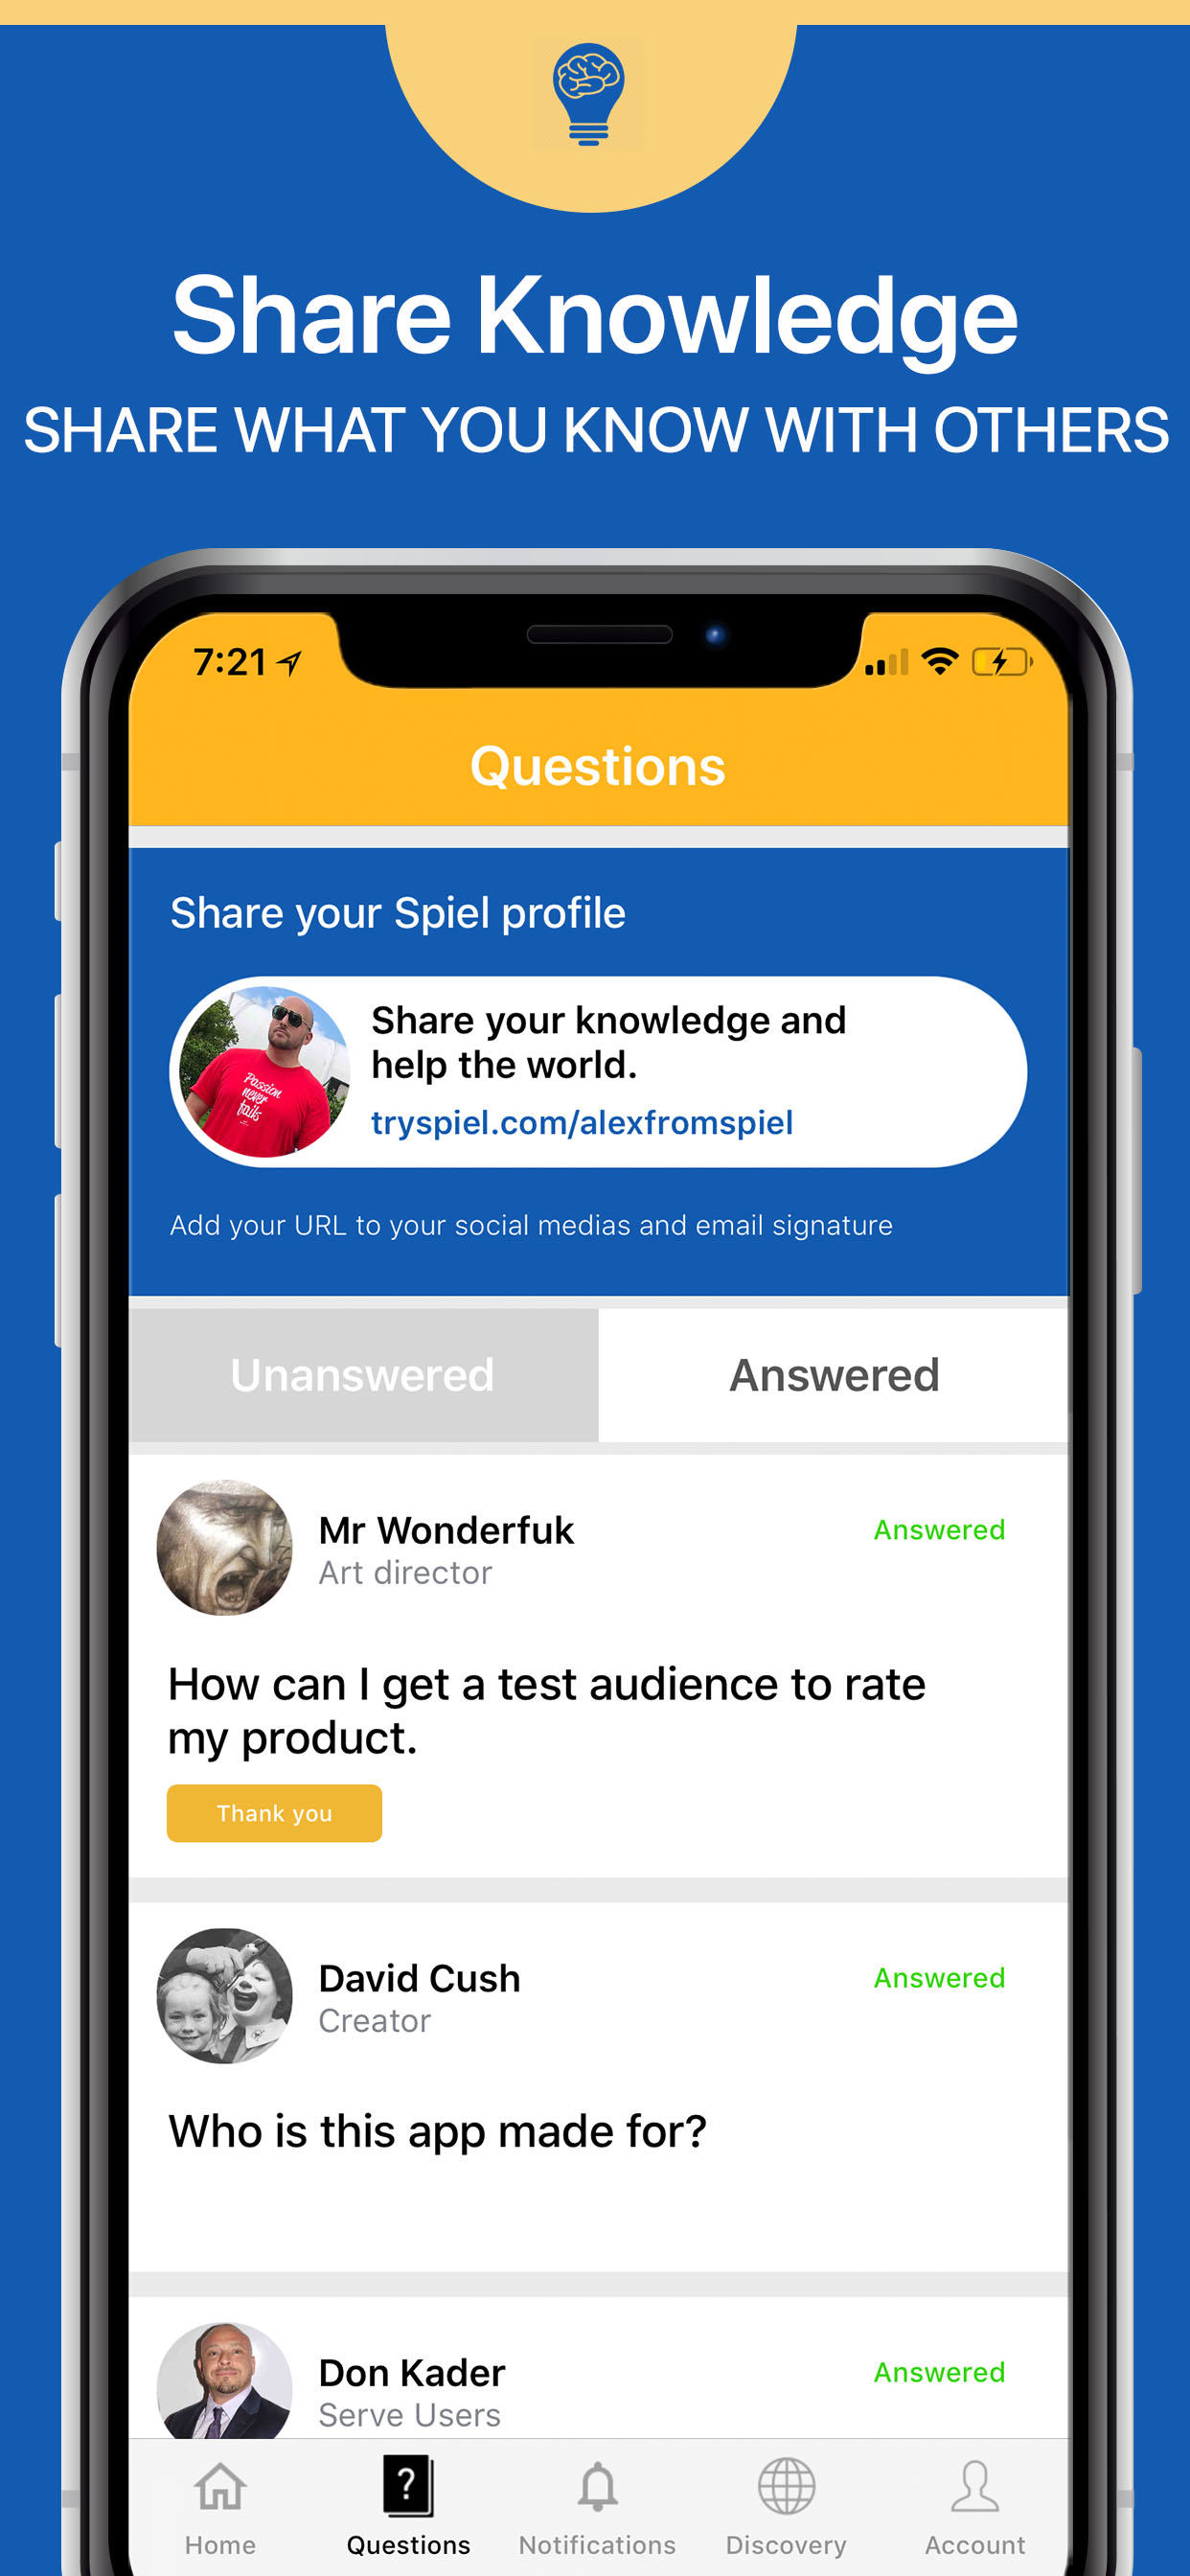 Share Knowledge
SHARE WHAT YOU KNOW WITH OTHERS
7:21
Questions
Share your Spiel profile
Passion
never
fails
Share your knowledge and
help the world.
tryspiel.com/alexfromspiel
Add your URL to your social medias and email signature
Unanswered
Answered
Mr Wonderfuk
Answered
Art director
How can I get a test audience to rate
my product.
Thank you
David Cush
Answered
Creator
Who is this app made for?
Don Kader
Answered
Serve Users
?
Home
Questions
Notifications
Discovery
Account